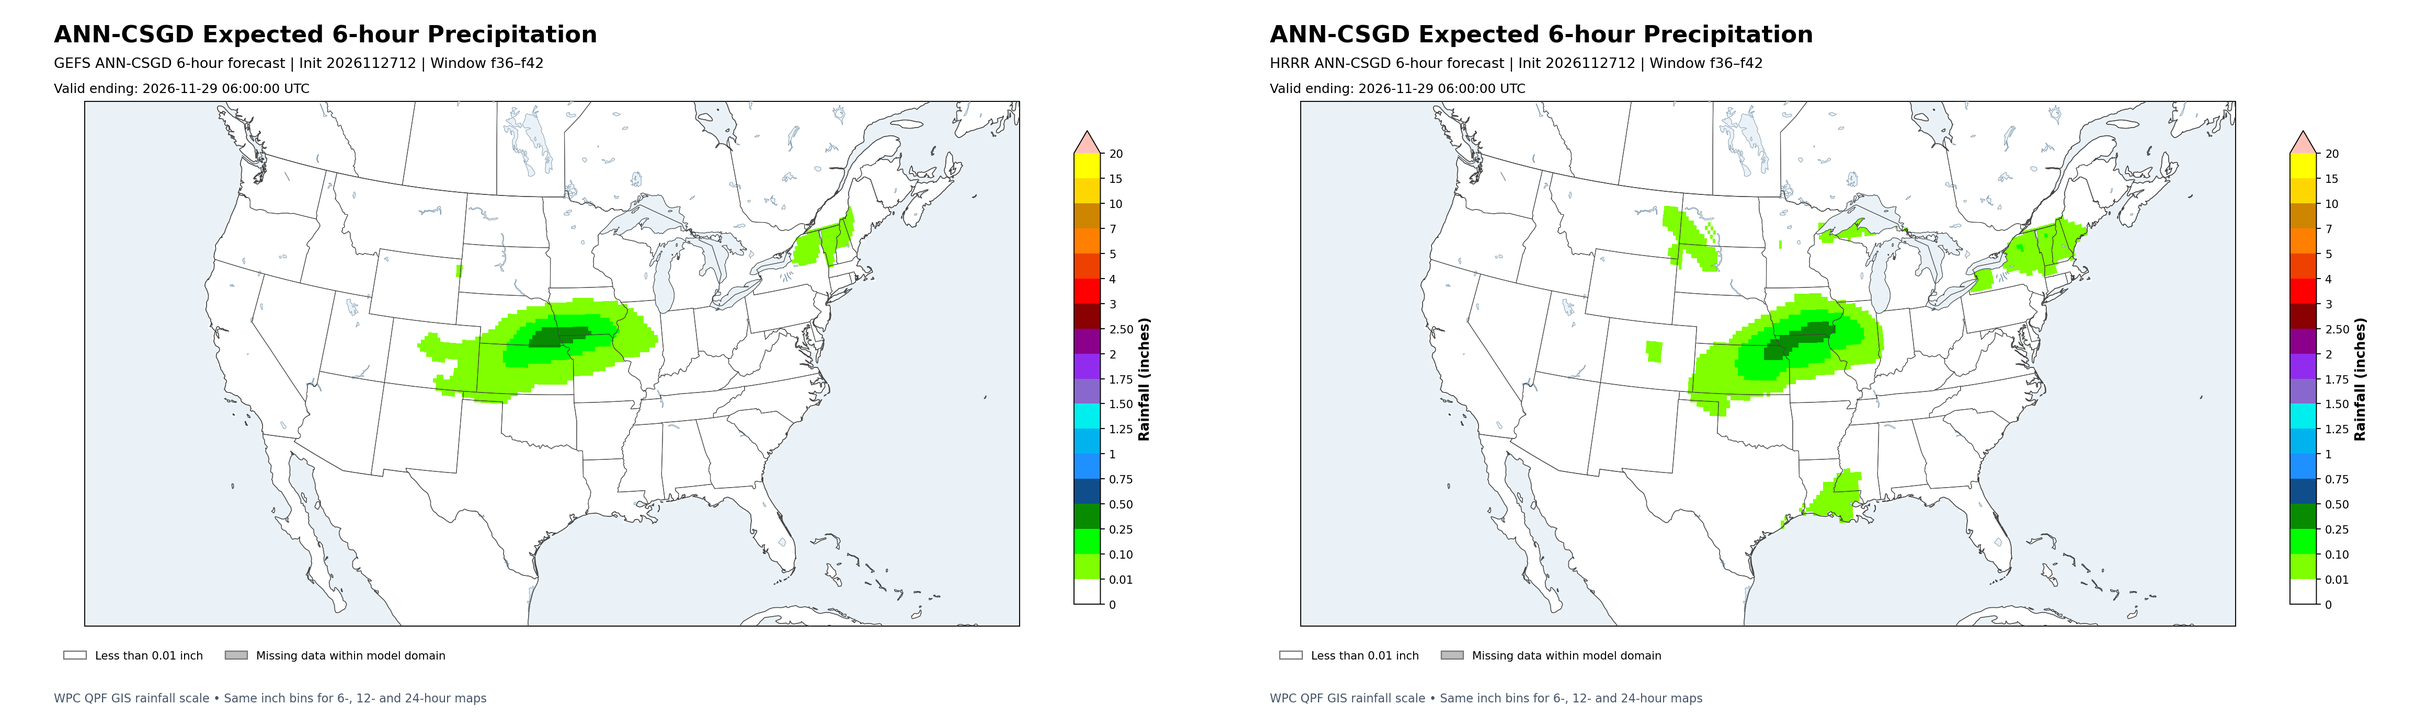 ANN-CSGD Expected 6-hour Precipitation
GEFS ANN-CSGD 6-hour forecast | Init 2026112712 | Window f36–f42
Valid ending: 2026-11-29 06:00:00 UTC
20
15
10
7
5
4
3
2.50
2
1.75
1.50
1.25
1
0.75
0.50
0.25
0.10
0.01
0
Rainfall (inches)
Less than 0.01 inch
Missing data within model domain
WPC QPF GIS rainfall scale • Same inch bins for 6-, 12- and 24-hour maps
ANN-CSGD Expected 6-hour Precipitation
HRRR ANN-CSGD 6-hour forecast | Init 2026112712 | Window f36–f42
Valid ending: 2026-11-29 06:00:00 UTC
20
15
10
7
5
4
3
2.50
2
1.75
1.50
1.25
1
0.75
0.50
0.25
0.10
0.01
0
Rainfall (inches)
Less than 0.01 inch
Missing data within model domain
WPC QPF GIS rainfall scale • Same inch bins for 6-, 12- and 24-hour maps